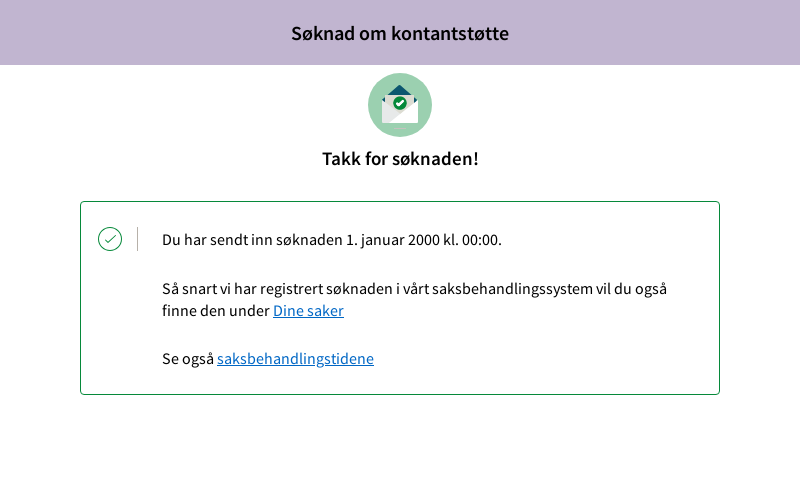 Søknad om kontantstøtte
Takk for søknaden!
Du har sendt inn søknaden 1. januar 2000 kl. 00:00.
Så snart vi har registrert søknaden i vårt saksbehandlingssystem vil du også
finne den under Dine saker
Se også saksbehandlingstidene